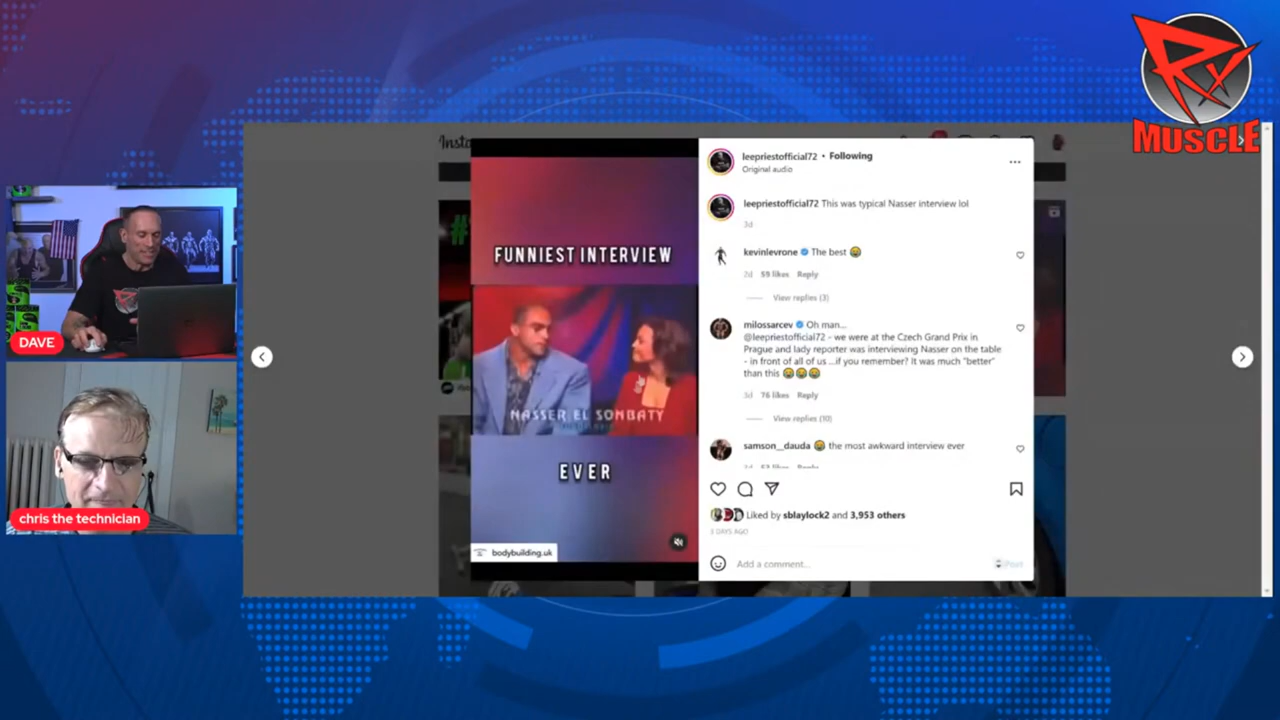 Rx
MUSCLE
Insta
leepriestofficial72 • Following
Original audio
leepriestofficial72 This was typical Nasser interview lol
3d
FUNNIEST INTERVIEW
kevinlevrone The best 😂
2d 59 likes Reply
View replies (3)
milossarcev Oh man...
@leepriestofficial72 - we were at the Czech Grand Prix in
Prague and lady reporter was interviewing Nasser on the table
- in front of all of us ...if you remember? It was much "better"
than this 😂😂😂
3d 76 likes Reply
View replies (10)
NASSER EL SONBATY
EVER
samson__dauda 😂 the most awkward interview ever
Reply
Liked by sblaylock2 and 3,953 others
3 DAYS AGO
bodybuilding.uk
Add a comment...
Post
DAVE
chris the technician